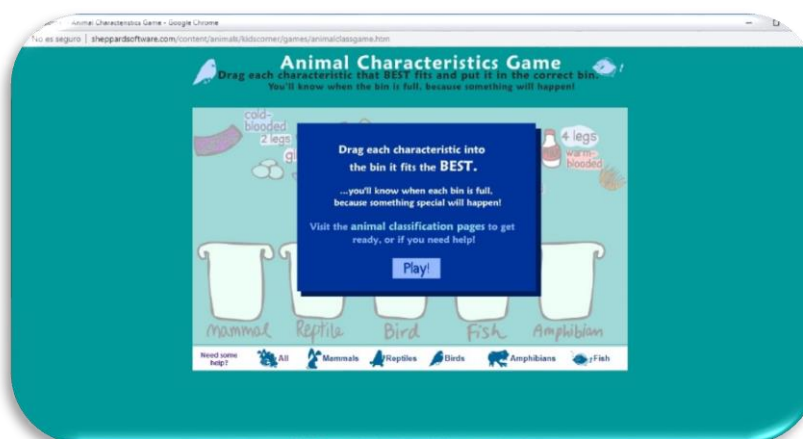 Animal Characteristics Game - Google Chrome
No es seguro | sheppardsoftware.com/content/animals/kidscorner/games/animalclassgame.htm
Animal Characteristics Game
Drag each characteristic that BEST fits and put it in the correct bin.
You'll know when the bin is full, because something will happen!
cold-
blooded
2 legs
4 legs
warm-
blooded
Drag each characteristic into
the bin it fits the BEST.
...you'll know when each bin is full,
because something special will happen!
Visit the animal classification pages to get
ready, or if you need help!
Play!
Mammal Reptile Bird Fish Amphibian
Need some
help?
All Mammals Reptiles Birds Amphibians Fish